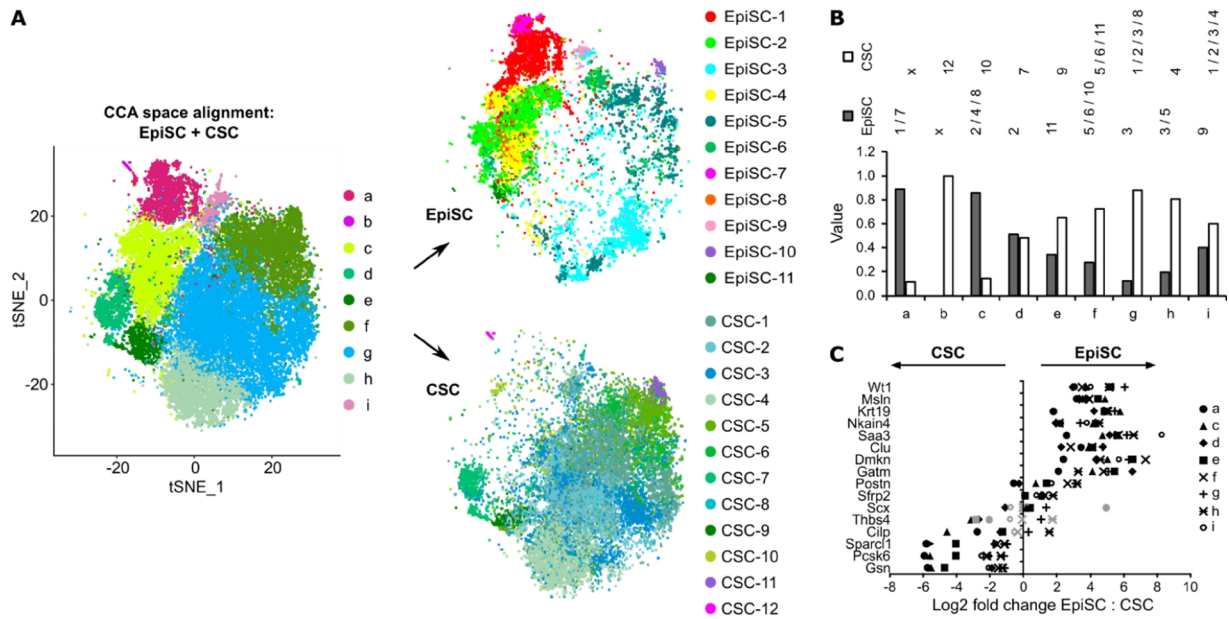 A
CCA space alignment:
EpiSC + CSC
tSNE_2
20
0
-20
-20
0
20
tSNE_1
a
b
c
d
e
f
g
h
i
EpiSC
CSC
EpiSC-1
EpiSC-2
EpiSC-3
EpiSC-4
EpiSC-5
EpiSC-6
EpiSC-7
EpiSC-8
EpiSC-9
EpiSC-10
EpiSC-11
CSC-1
CSC-2
CSC-3
CSC-4
CSC-5
CSC-6
CSC-7
CSC-8
CSC-9
CSC-10
CSC-11
CSC-12
B
CSC
x
12
10
7
9
5 / 6 / 11
1 / 2 / 3 / 8
4
1 / 2 / 3 / 4
EpiSC
1 / 7
x
2 / 4 / 8
2
11
5 / 6 / 10
3
3 / 5
9
Value
1.2
1.0
0.8
0.6
0.4
0.2
0.0
a b c d e f g h i
C
CSC
EpiSC
Wt1
Msln
Krt19
Nkain4
Saa3
Clu
Dmkn
Gatm
Postn
Sfrp2
Scx
Thbs4
Cilp
Sparcl1
Pcsk6
Gsn
-8 -6 -4 -2 0 2 4 6 8 10
Log2 fold change EpiSC : CSC
a
c
d
e
f
g
h
i